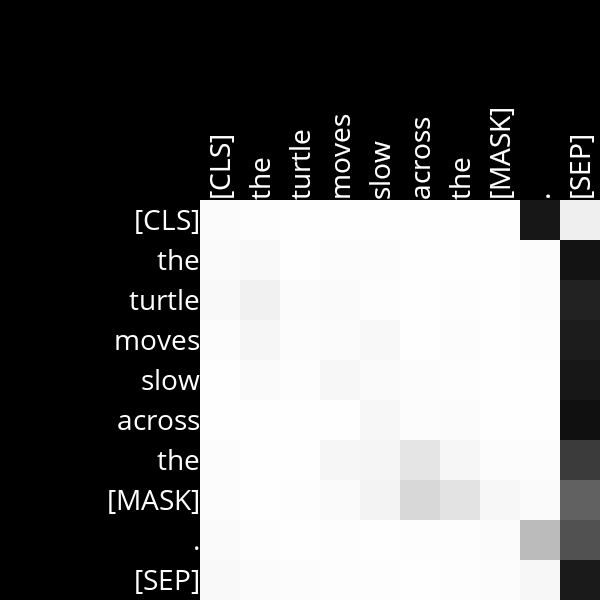 [CLS] the turtle moves slow across the [MASK] . [SEP]
[CLS]
the
turtle
moves
slow
across
the
[MASK]
.
[SEP]